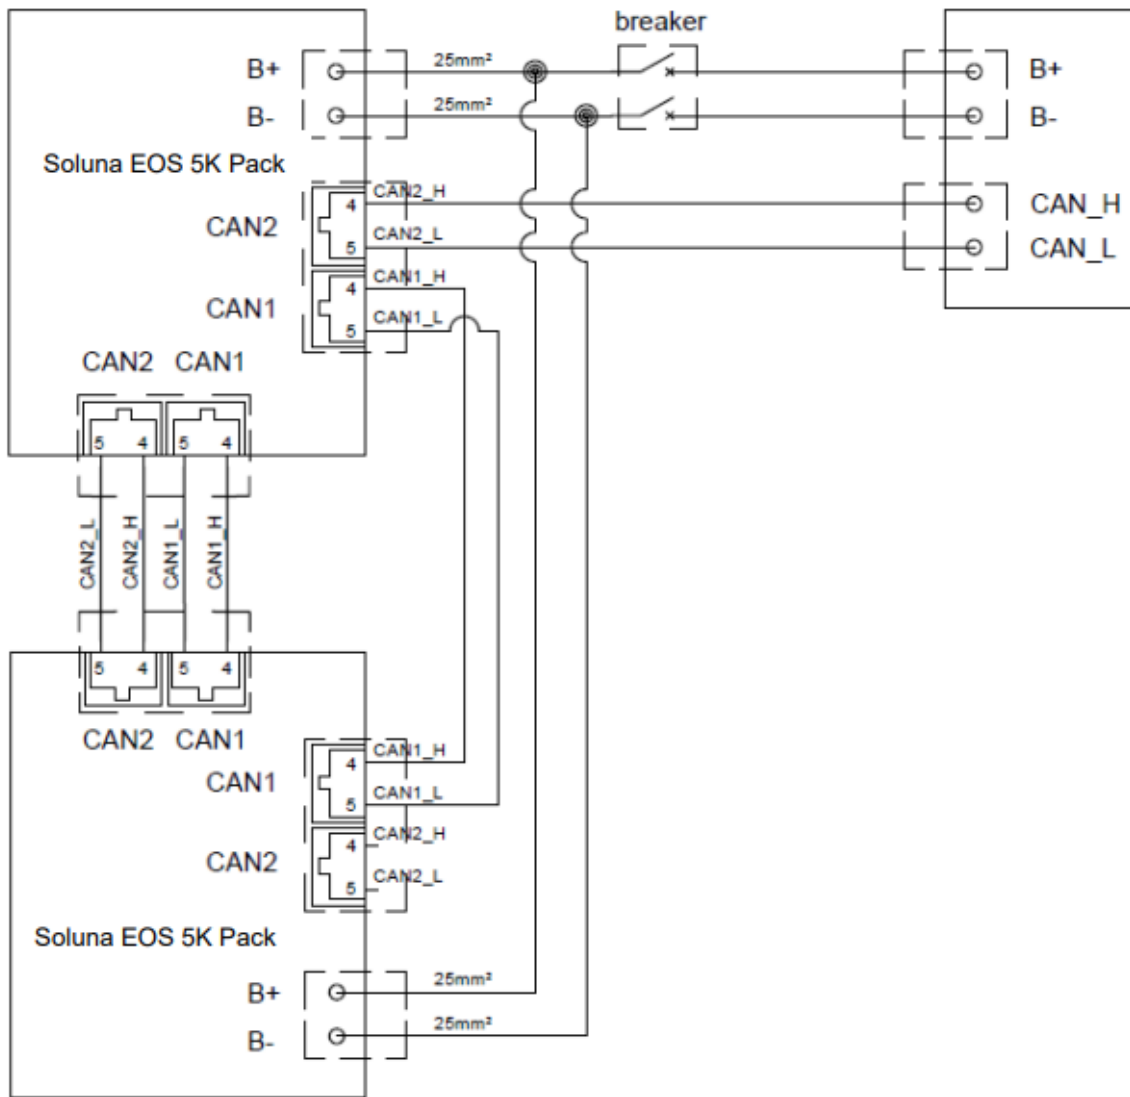 breaker
B+
25mm²
B+
B-
25mm²
B-
Soluna EOS 5K Pack
CAN2
4
CAN2_H
CAN_H
5
CAN2_L
CAN_L
CAN1
4
CAN1_H
5
CAN1_L
CAN2 CAN1
5 4 5 4
CAN2_L
CAN2_H
CAN1_L
CAN1_H
5 4 5 4
CAN2 CAN1
CAN1
4
CAN1_H
5
CAN1_L
CAN2
4
CAN2_H
5
CAN2_L
Soluna EOS 5K Pack
B+
25mm²
B-
25mm²